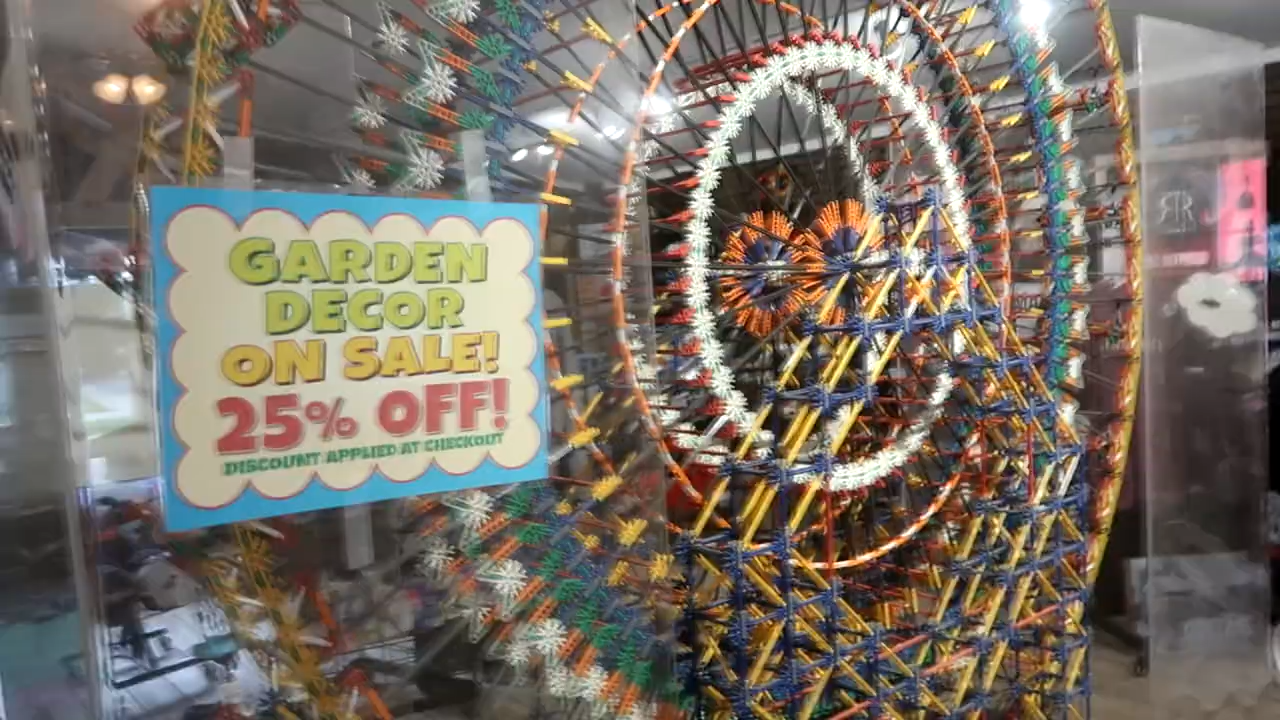 GARDEN
DECOR
ON SALE!
25% OFF!
DISCOUNT APPLIED AT CHECKOUT